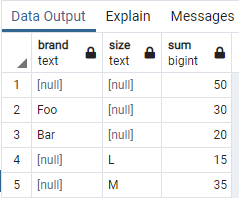 Data Output Explain Messages
brand size sum
text text bigint
1 [null] [null] 50
2 Foo [null] 30
3 Bar [null] 20
4 [null] L 15
5 [null] M 35